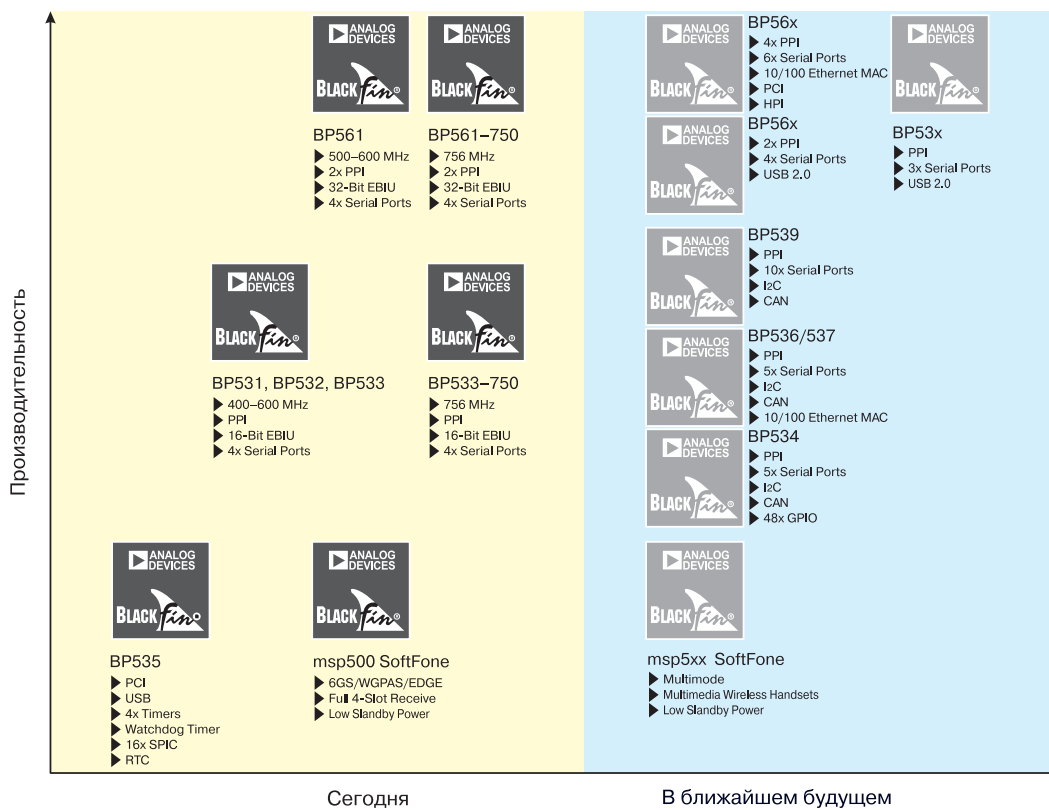 Производительность
ANALOG
DEVICES
BLACKfin®
BP561
500–600 MHz
2x PPI
32-Bit EBIU
4x Serial Ports
ANALOG
DEVICES
BLACKfin®
BP561–750
756 MHz
2x PPI
32-Bit EBIU
4x Serial Ports
ANALOG
DEVICES
BLACKfin®
BP531, BP532, BP533
400–600 MHz
PPI
16-Bit EBIU
4x Serial Ports
ANALOG
DEVICES
BLACKfin®
BP533–750
756 MHz
PPI
16-Bit EBIU
4x Serial Ports
ANALOG
DEVICES
BLACKfin
BP535
PCI
USB
4x Timers
Watchdog Timer
16x SPIC
RTC
ANALOG
DEVICES
BLACKfin®
msp500 SoftFone
6GS/WGPAS/EDGE
Full 4-Slot Receive
Low Standby Power
Сегодня
ANALOG
DEVICES
BLACKfin®
BP56x
4x PPI
6x Serial Ports
10/100 Ethernet MAC
PCI
HPI
ANALOG
DEVICES
BLACKfin®
BP53x
PPI
3x Serial Ports
USB 2.0
ANALOG
DEVICES
BLACKfin®
BP56x
2x PPI
4x Serial Ports
USB 2.0
ANALOG
DEVICES
BLACKfin®
BP539
PPI
10x Serial Ports
I2C
CAN
ANALOG
DEVICES
BLACKfin®
BP536/537
PPI
5x Serial Ports
I2C
CAN
10/100 Ethernet MAC
ANALOG
DEVICES
BLACKfin®
BP534
PPI
5x Serial Ports
I2C
CAN
48x GPIO
ANALOG
DEVICES
BLACKfin®
msp5xx SoftFone
Multimode
Multimedia Wireless Handsets
Low Standby Power
В ближайшем будущем